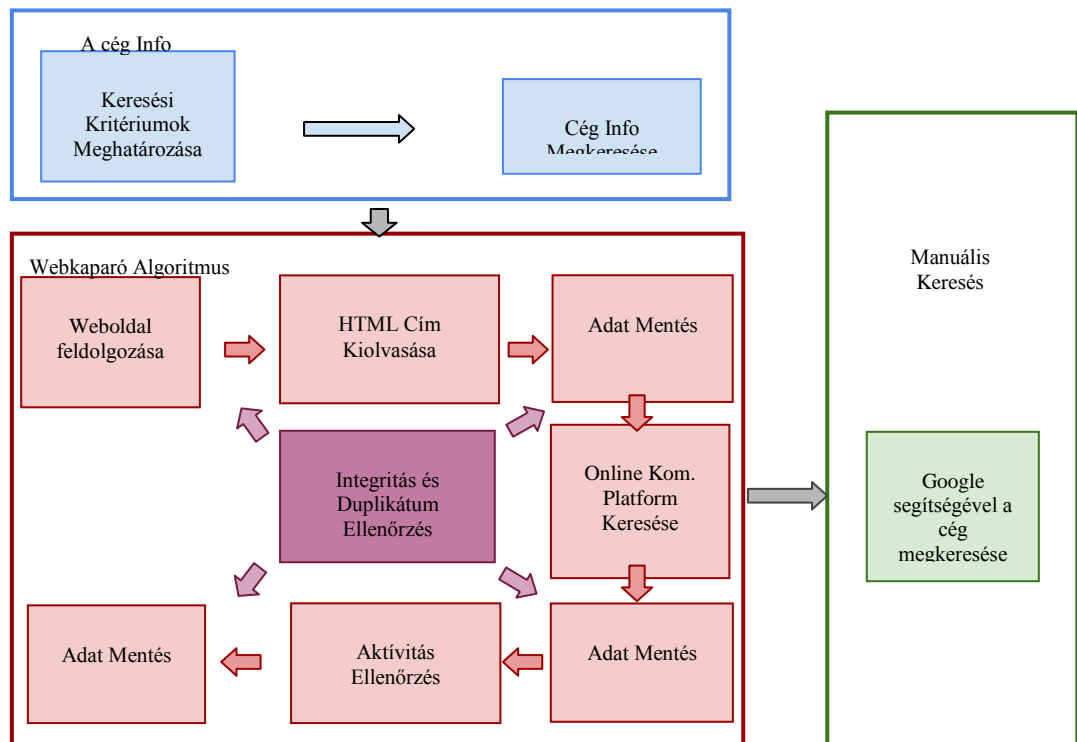 A cég Info
Keresési
Kritériumok
Meghatározása
Cég Info
Megkeresése
Webkaparó Algoritmus
Weboldal
feldolgozása
HTML Cím
Kiolvasása
Adat Mentés
Integritás és
Duplikátum
Ellenőrzés
Online Kom.
Platform
Keresése
Adat Mentés
Aktívitás
Ellenőrzés
Adat Mentés
Manuális
Keresés
Google
segítségével a
cég
megkeresése